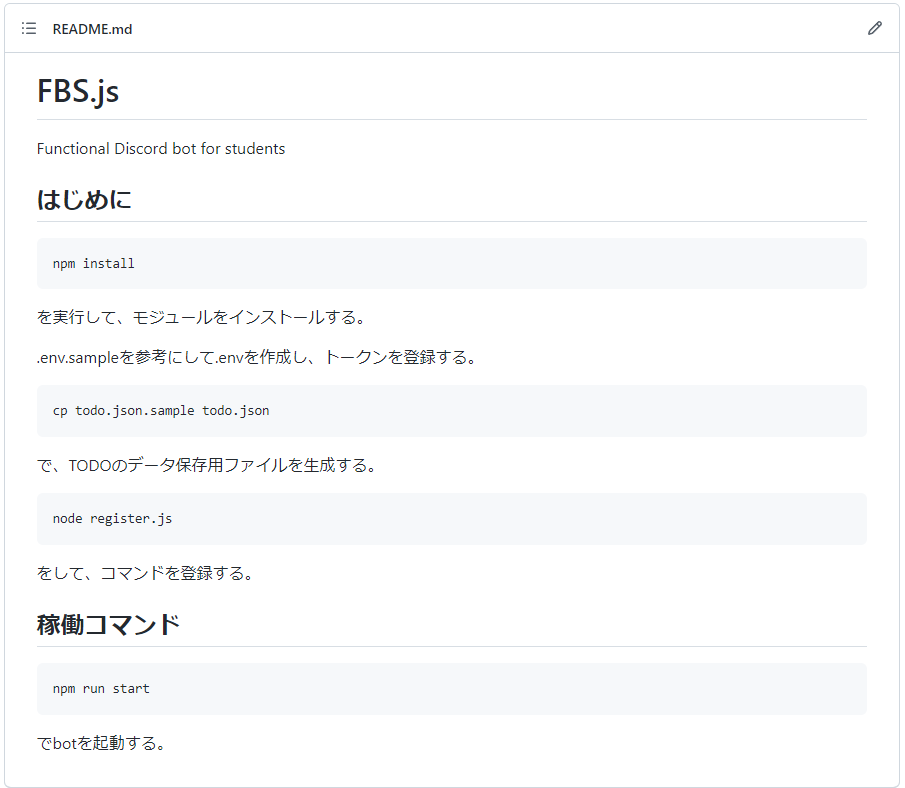 README.md
FBS.js
Functional Discord bot for students
はじめに
npm install
を実行して、モジュールをインストールする。
.env.sampleを参考にして.envを作成し、トークンを登録する。
cp todo.json.sample todo.json
で、TODOのデータ保存用ファイルを生成する。
node register.js
をして、コマンドを登録する。
稼働コマンド
npm run start
でbotを起動する。